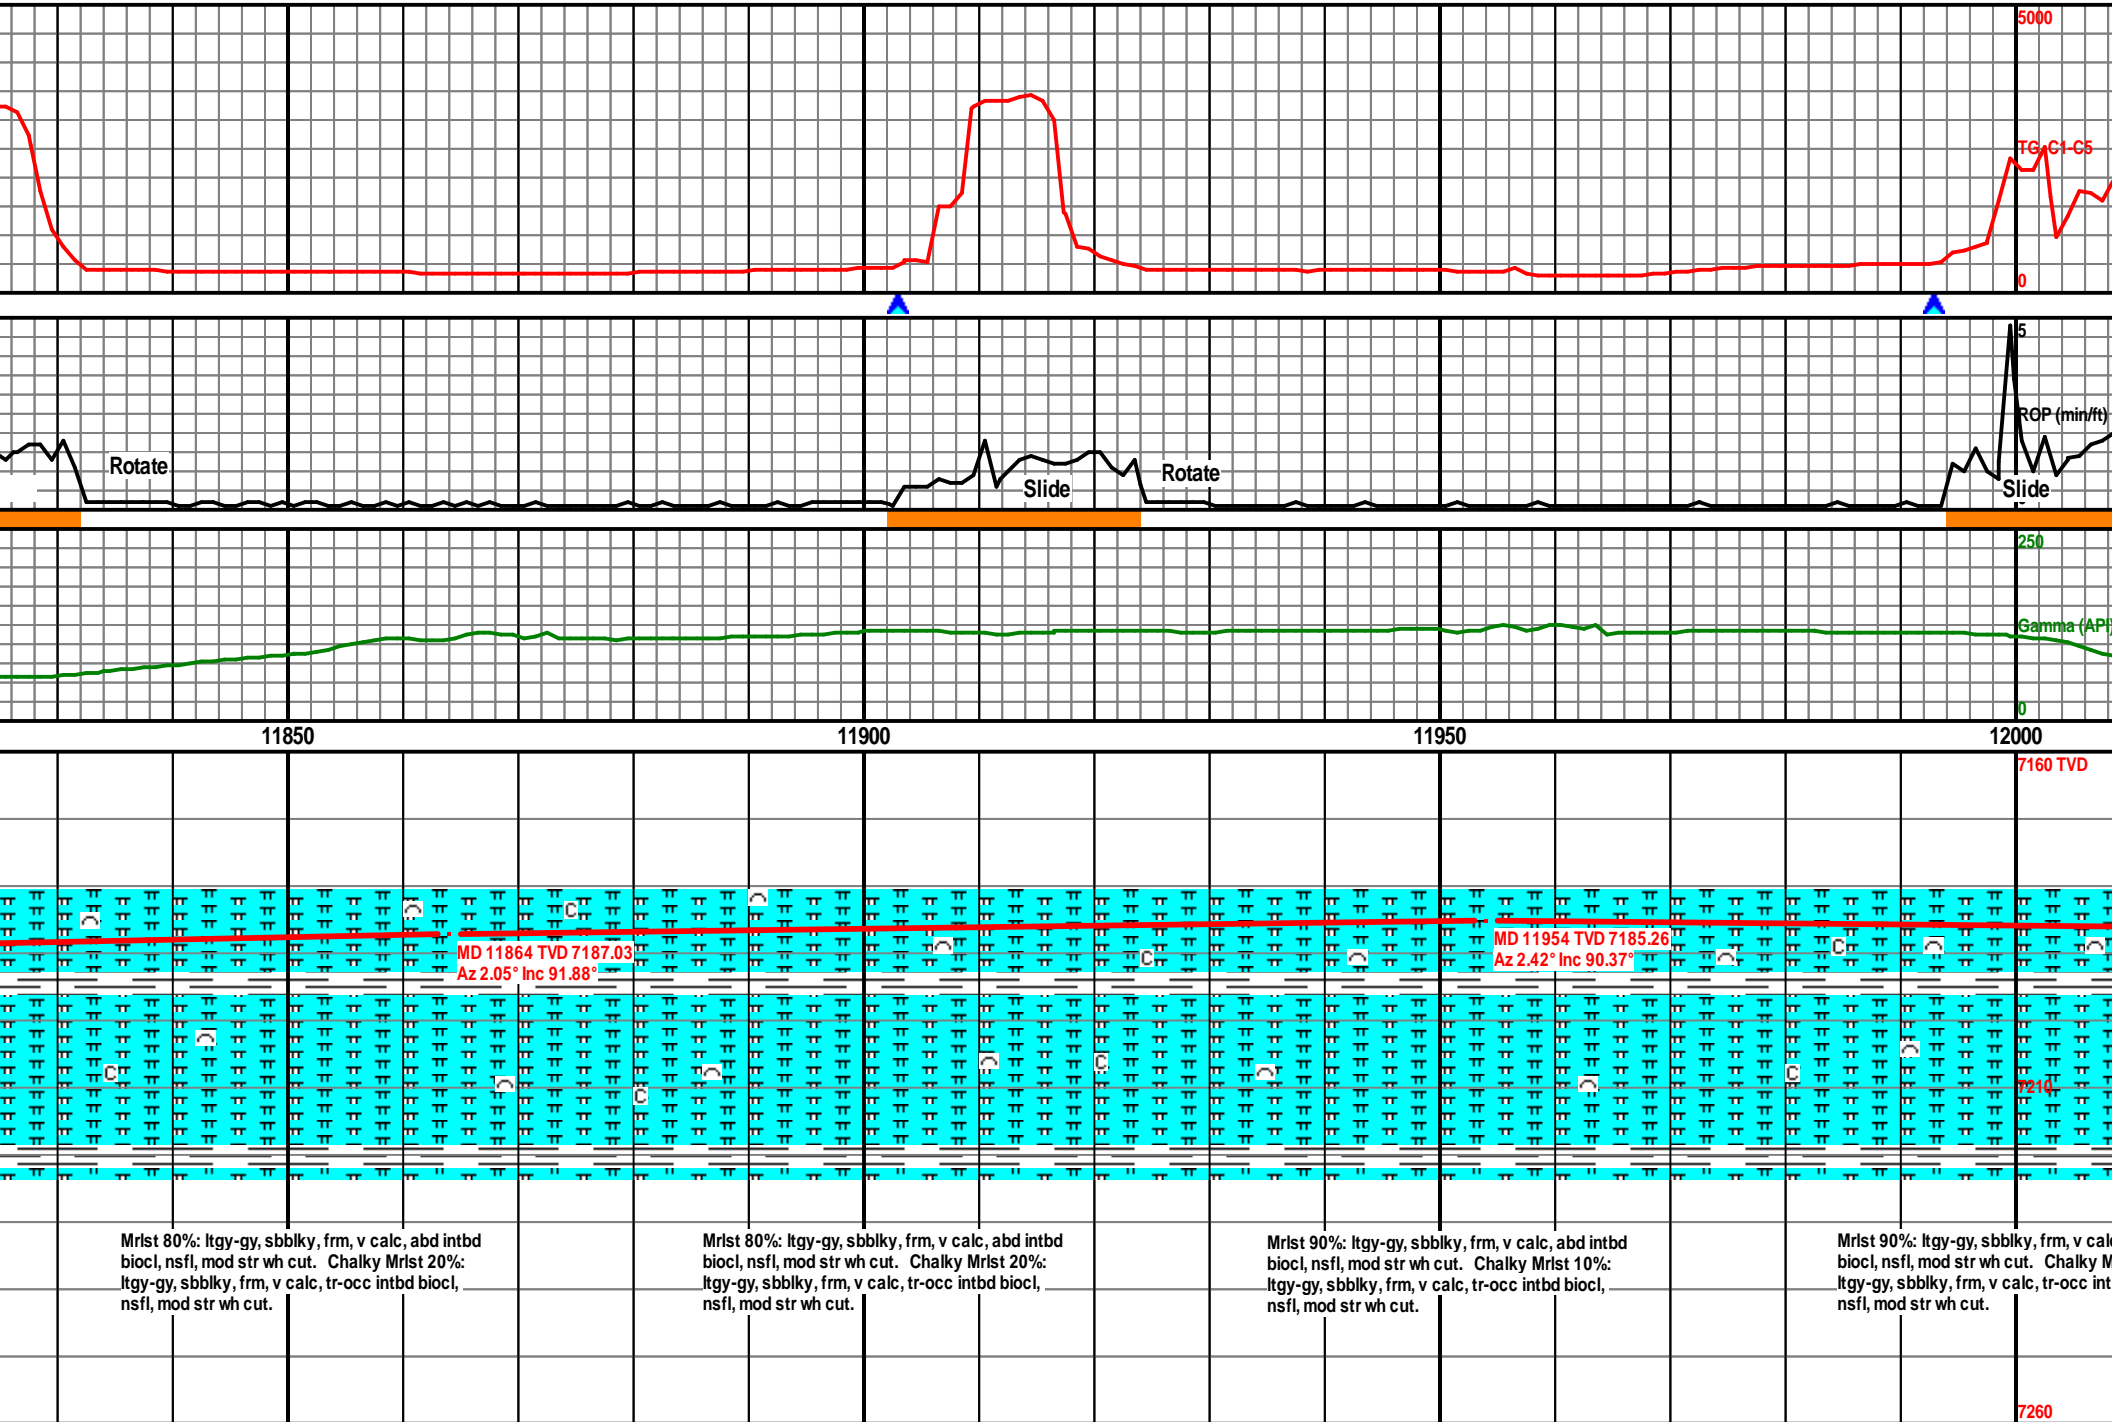 5000
TG, C1-C5
0
5
ROP (min/ft)
Rotate
Slide
Rotate
Slide
250
Gamma (API)
0
11850
11900
11950
12000
7160 TVD
MD 11864 TVD 7187.03
Az 2.05° Inc 91.88°
MD 11954 TVD 7185.26
Az 2.42° Inc 90.37°
C
C
C
C
C
C
C
7210
Mrlst 80%: ltgy-gy, sbblky, frm, v calc, abd intbd
biocl, nsfl, mod str wh cut. Chalky Mrlst 20%:
ltgy-gy, sbblky, frm, v calc, tr-occ intbd biocl,
nsfl, mod str wh cut.
Mrlst 80%: ltgy-gy, sbblky, frm, v calc, abd intbd
biocl, nsfl, mod str wh cut. Chalky Mrlst 20%:
ltgy-gy, sbblky, frm, v calc, tr-occ intbd biocl,
nsfl, mod str wh cut.
Mrlst 90%: ltgy-gy, sbblky, frm, v calc, abd intbd
biocl, nsfl, mod str wh cut. Chalky Mrlst 10%:
ltgy-gy, sbblky, frm, v calc, tr-occ intbd biocl,
nsfl, mod str wh cut.
Mrlst 90%: ltgy-gy, sbblky, frm, v calc
biocl, nsfl, mod str wh cut. Chalky M
ltgy-gy, sbblky, frm, v calc, tr-occ int
nsfl, mod str wh cut.
7260